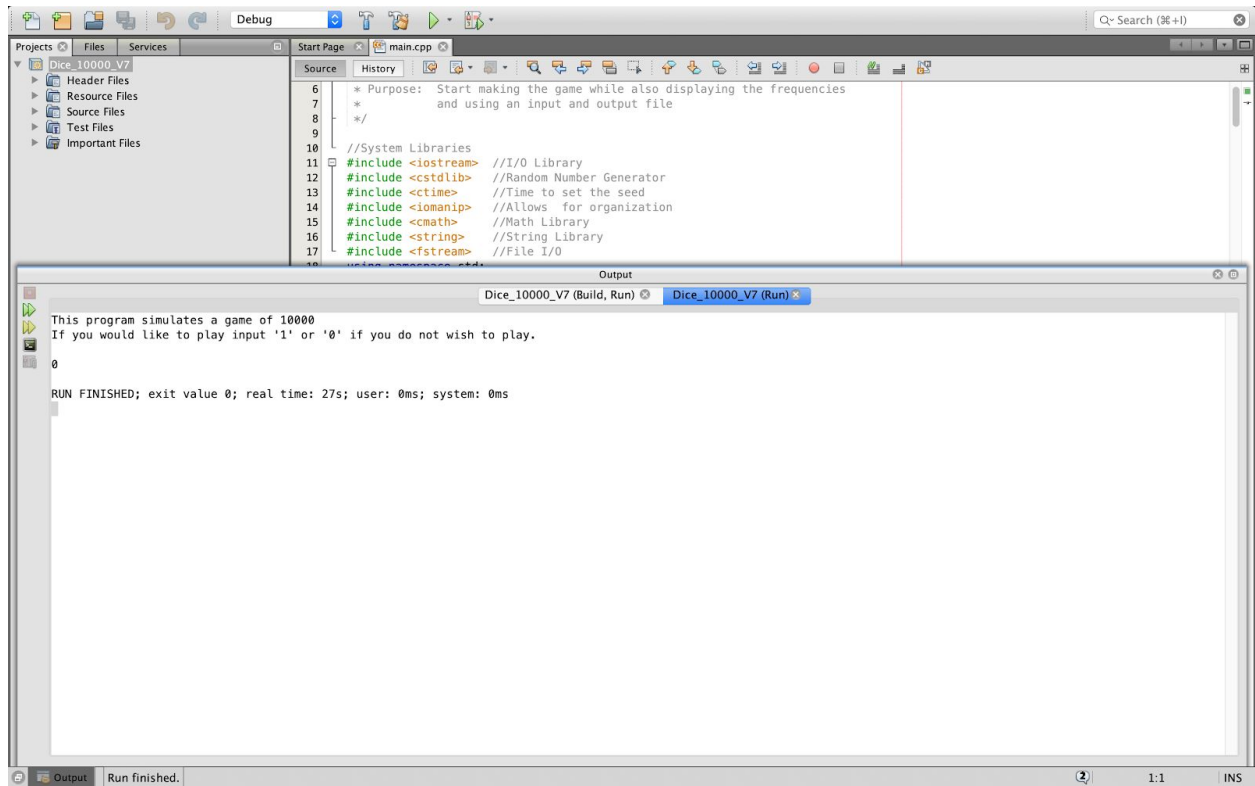 Debug
Search (⌘+I)
Projects Files Services
Start Page main.cpp
Dice_10000_V7
Header Files
Resource Files
Source Files
Test Files
Important Files
Source History
6 * Purpose: Start making the game while also displaying the frequencies
7 * and using an input and output file
8 */
9
10 //System Libraries
11 #include <iostream> //I/O Library
12 #include <cstdlib> //Random Number Generator
13 #include <ctime> //Time to set the seed
14 #include <iomanip> //Allows for organization
15 #include <cmath> //Math Library
16 #include <string> //String Library
17 #include <fstream> //File I/O
18 using namespace std;
Output
Dice_10000_V7 (Build, Run) Dice_10000_V7 (Run)
This program simulates a game of 10000
If you would like to play input '1' or '0' if you do not wish to play.
0
RUN FINISHED; exit value 0; real time: 27s; user: 0ms; system: 0ms
Output Run finished. 2 1:1 INS